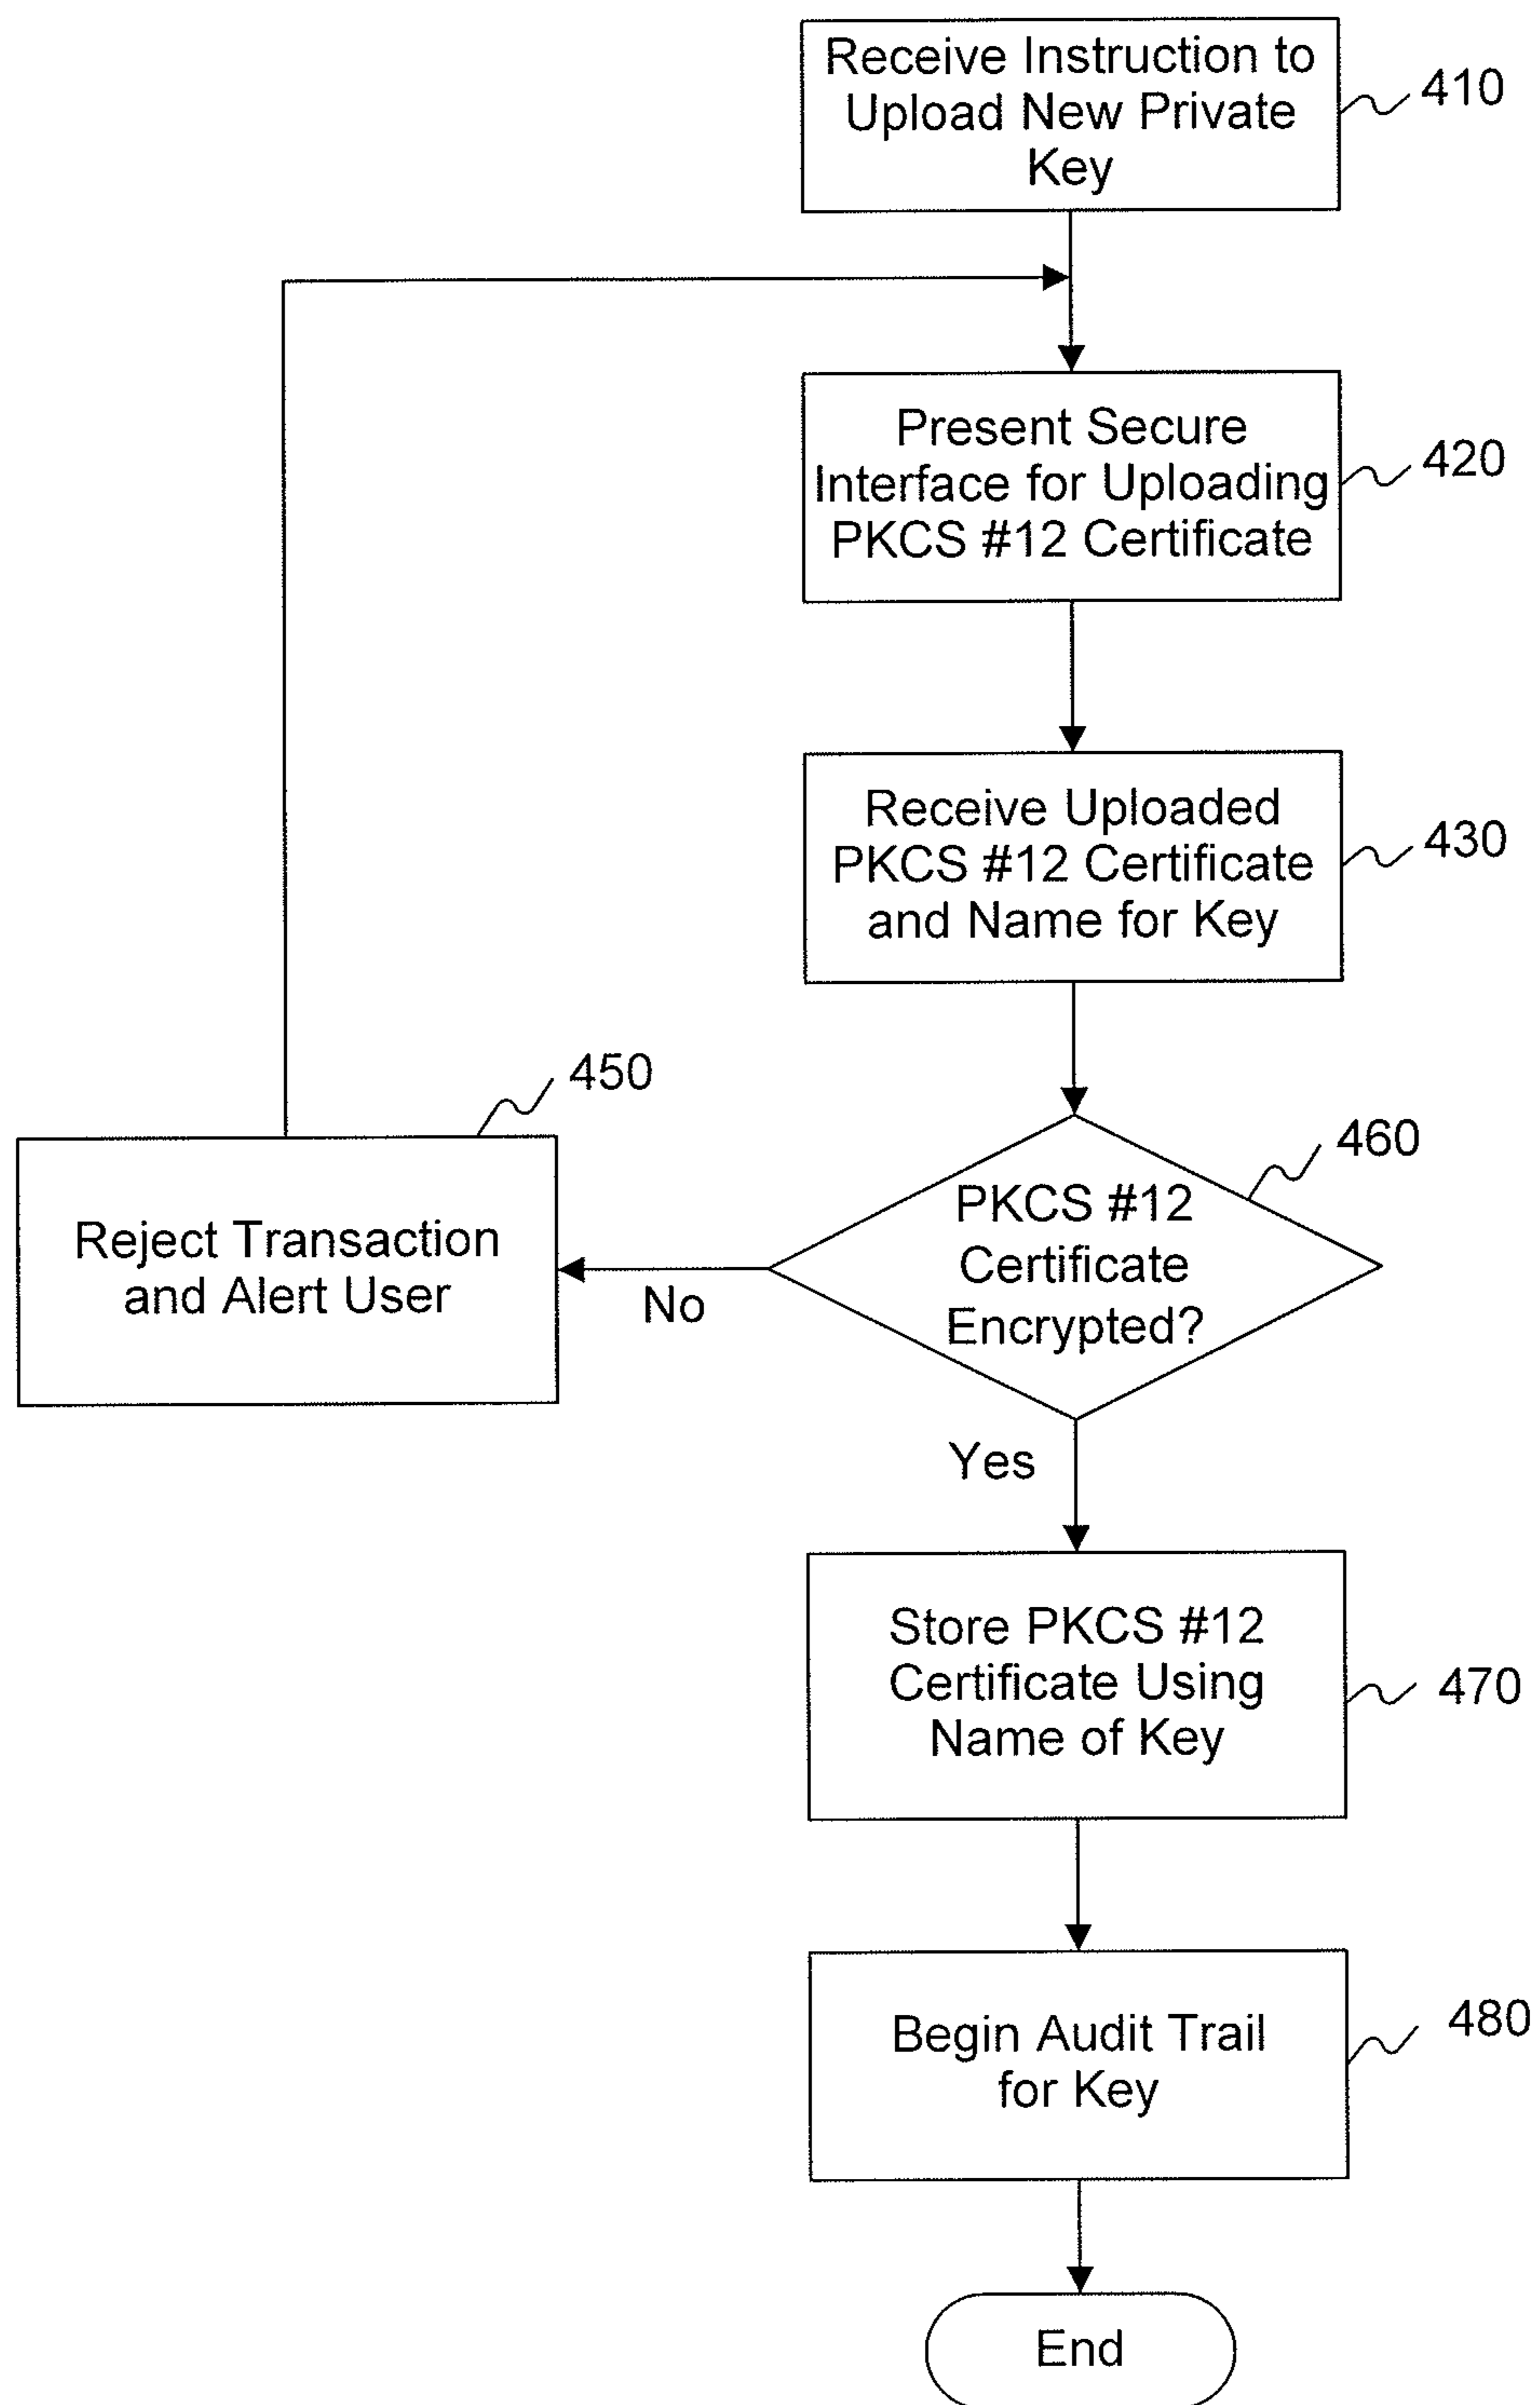 Receive Instruction to
Upload New Private
Key
410
Present Secure
Interface for Uploading
PKCS #12 Certificate
420
Receive Uploaded
PKCS #12 Certificate
and Name for Key
430
450
Reject Transaction
and Alert User
460
PKCS #12
Certificate
Encrypted?
No
Yes
Store PKCS #12
Certificate Using
Name of Key
470
Begin Audit Trail
for Key
480
End